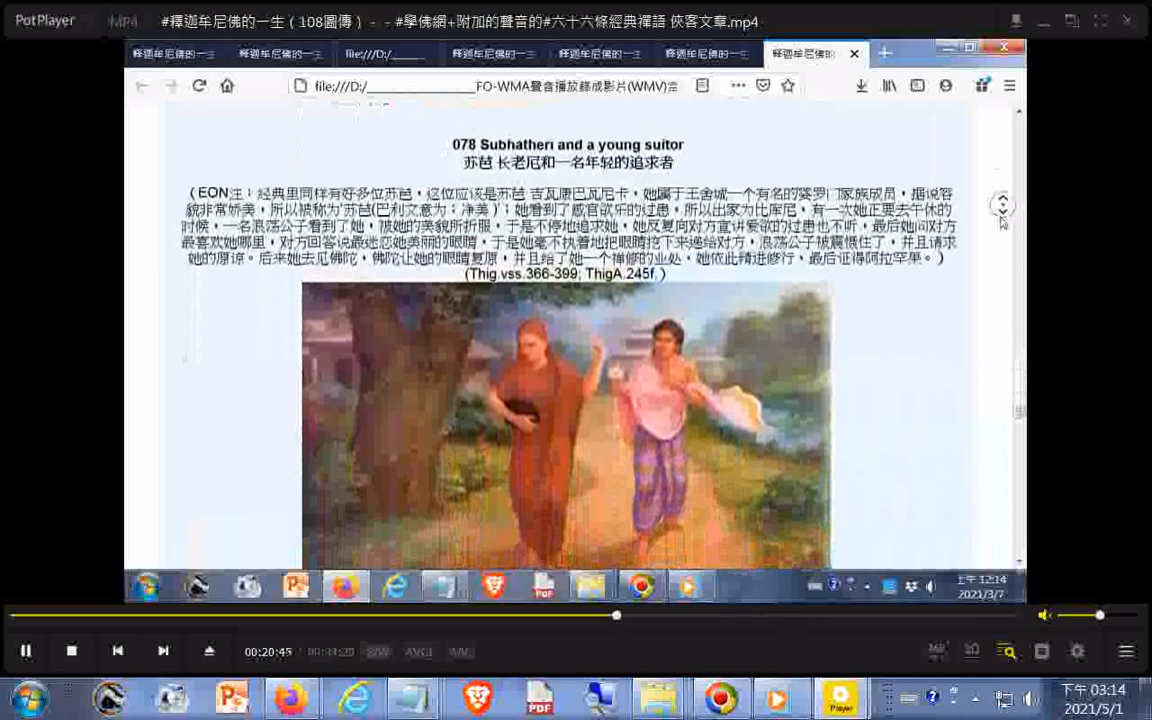 PotPlayer MP4 #釋迦牟尼佛的一生（108圖傳）- - #學佛網+附加的聲音的#六十六條經典禪語 俠客文章.mp4
释迦牟尼佛的一生 释迦牟尼佛的一生 file:///D:/ 释迦牟尼佛的一生 释迦牟尼佛的一生 释迦牟尼佛的一生 释迦牟尼佛的一
file:///D:/ FO-WMA聲音播放錄成影片(WMV)
078 Subhatheri and a young suitor
苏芭 长老尼和一名年轻的追求者
（EON注：经典里同样有好多位苏芭，这位应该是苏芭 吉瓦康巴瓦尼卡，她属于王舍城一个有名的婆罗门家族成员，据说容
貌非常娇美，所以被称为'苏芭(巴利文意为：净美)'；她看到了感官欲乐的过患，所以出家为比库尼，有一次她正要去午休的
时候，一名浪荡公子看到了她，被她的美貌所折服，于是不停地追求她，她反复向对方宣讲爱欲的过患也不听，最后她问对方
最喜欢她哪里，对方回答说最迷恋她美丽的眼睛，于是她毫不执着地把眼睛挖下来递给对方，浪荡公子被震慑住了，并且请求
她的原谅。后来她去见佛陀，佛陀让她的眼睛复原，并且给了她一个禅修的业处，她依此精进修行，最后证得阿拉罕果。）
(Thig.vss.366-399; ThigA.245f.)
上午 12:14
2021/3/7
00:20:45
下午 03:14
2021/5/1